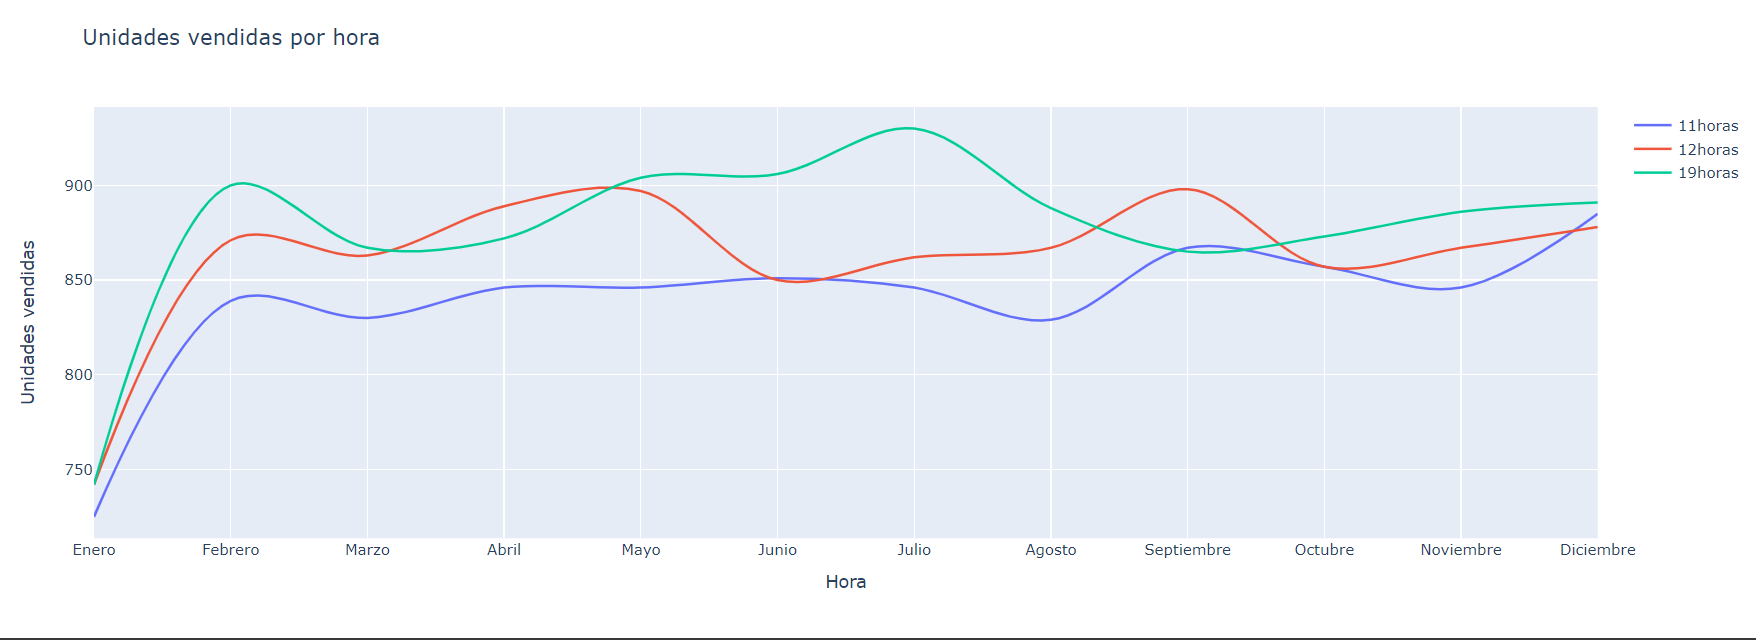 Unidades vendidas por hora
11horas
12horas
19horas
Unidades vendidas
900
850
800
750
Enero Febrero Marzo Abril Mayo Junio Julio Agosto Septiembre Octubre Noviembre Diciembre
Hora